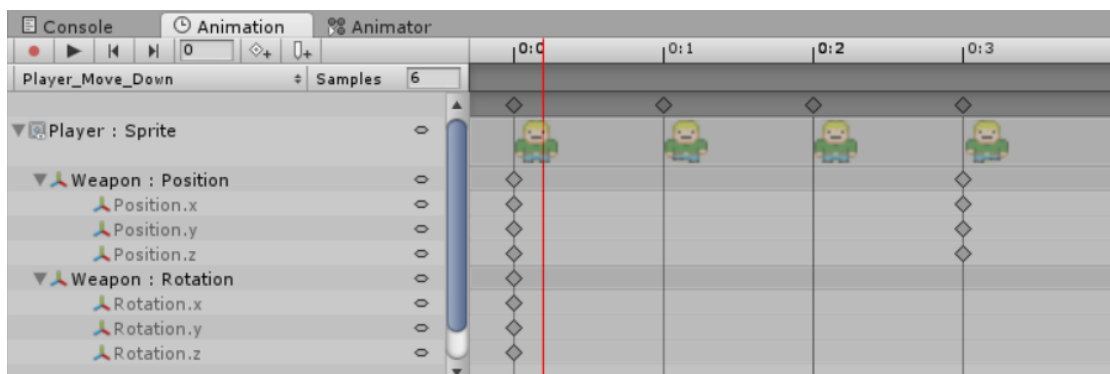 Console Animation Animator
0 0:0 0:1 0:2 0:3
Player_Move_Down Samples 6
Player : Sprite
Weapon : Position
Position.x
Position.y
Position.z
Weapon : Rotation
Rotation.x
Rotation.y
Rotation.z